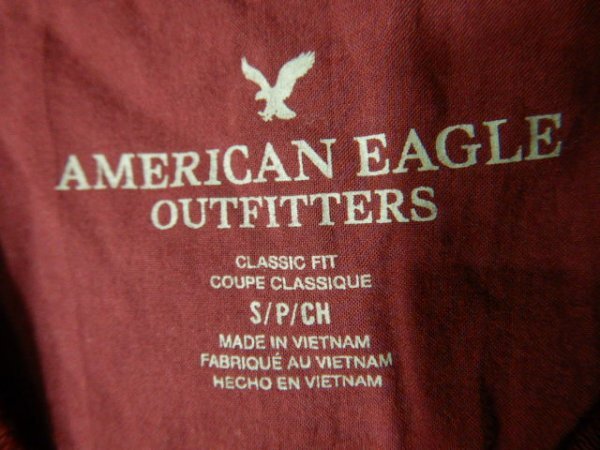 AMERICAN EAGLE
OUTFITTERS
CLASSIC FIT
COUPE CLASSIQUE
S/P/CH
MADE IN VIETNAM
FABRIQUÉ AU VIETNAM
HECHO EN VIETNAM